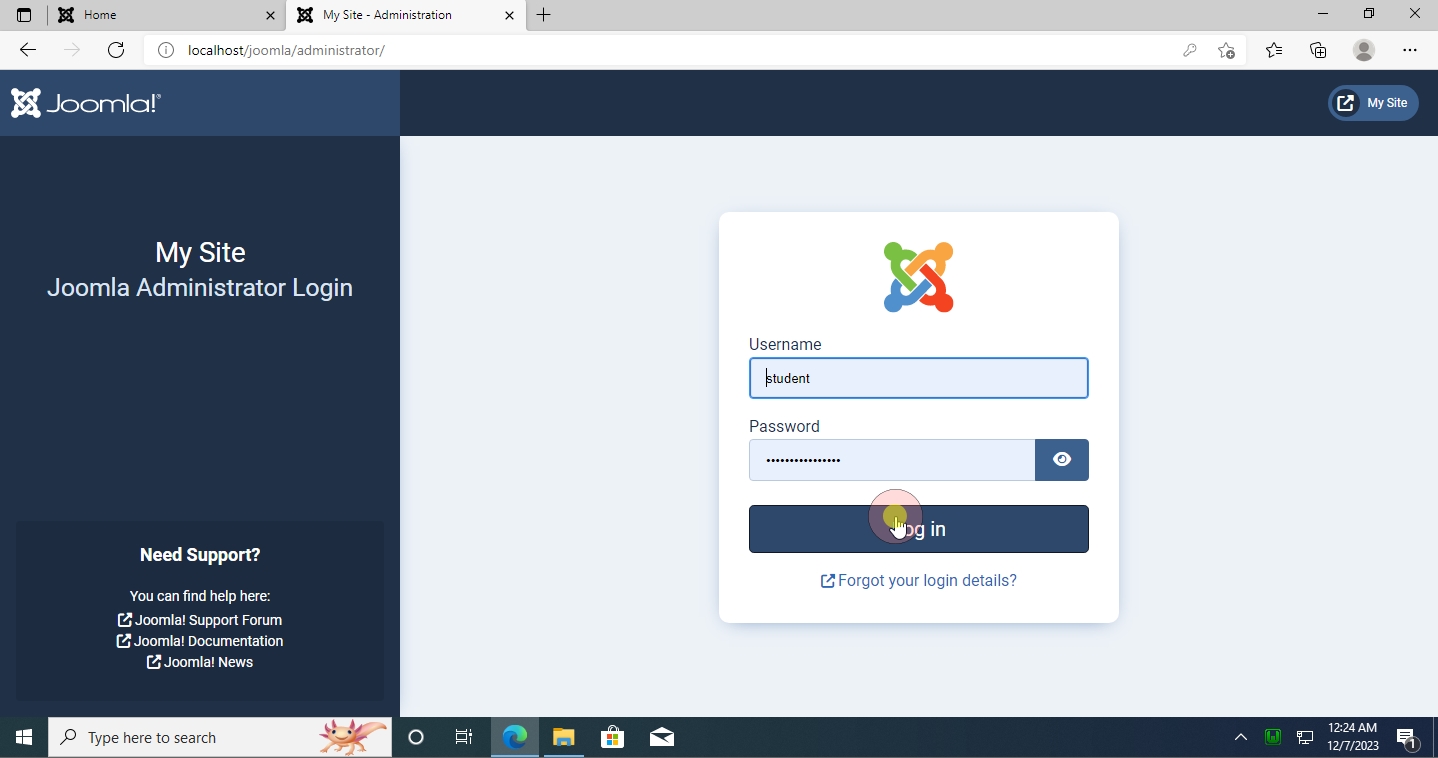 Home
My Site - Administration
localhost/joomla/administrator/
Joomla!®
My Site
My Site
Joomla Administrator Login
Username
student
Password
••••••••••••••••
Log in
Forgot your login details?
Need Support?
You can find help here:
Joomla! Support Forum
Joomla! Documentation
Joomla! News
Type here to search
12:24 AM
12/7/2023
1